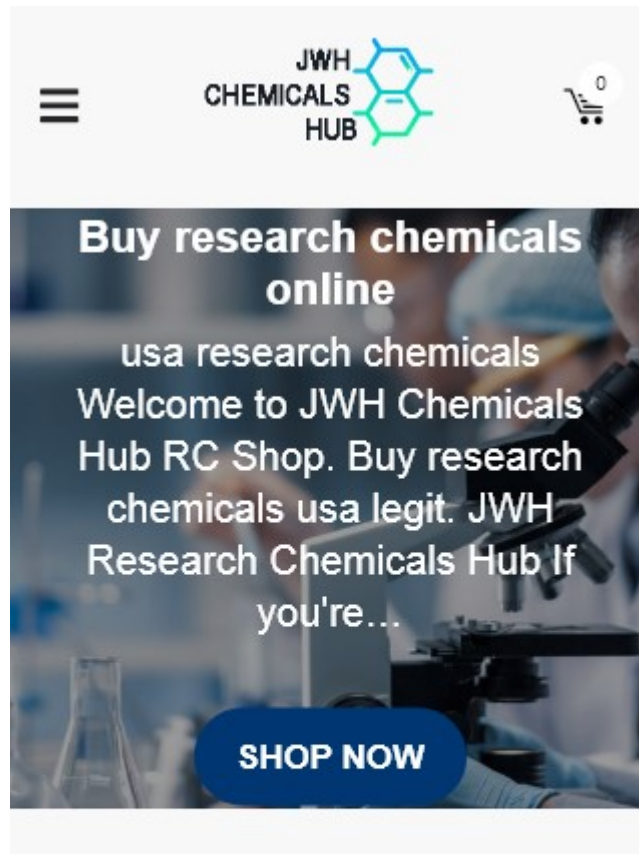 JWH
CHEMICALS
HUB
0
Buy research chemicals
online
usa research chemicals
Welcome to JWH Chemicals
Hub RC Shop. Buy research
chemicals usa legit. JWH
Research Chemicals Hub If
you're...
SHOP NOW